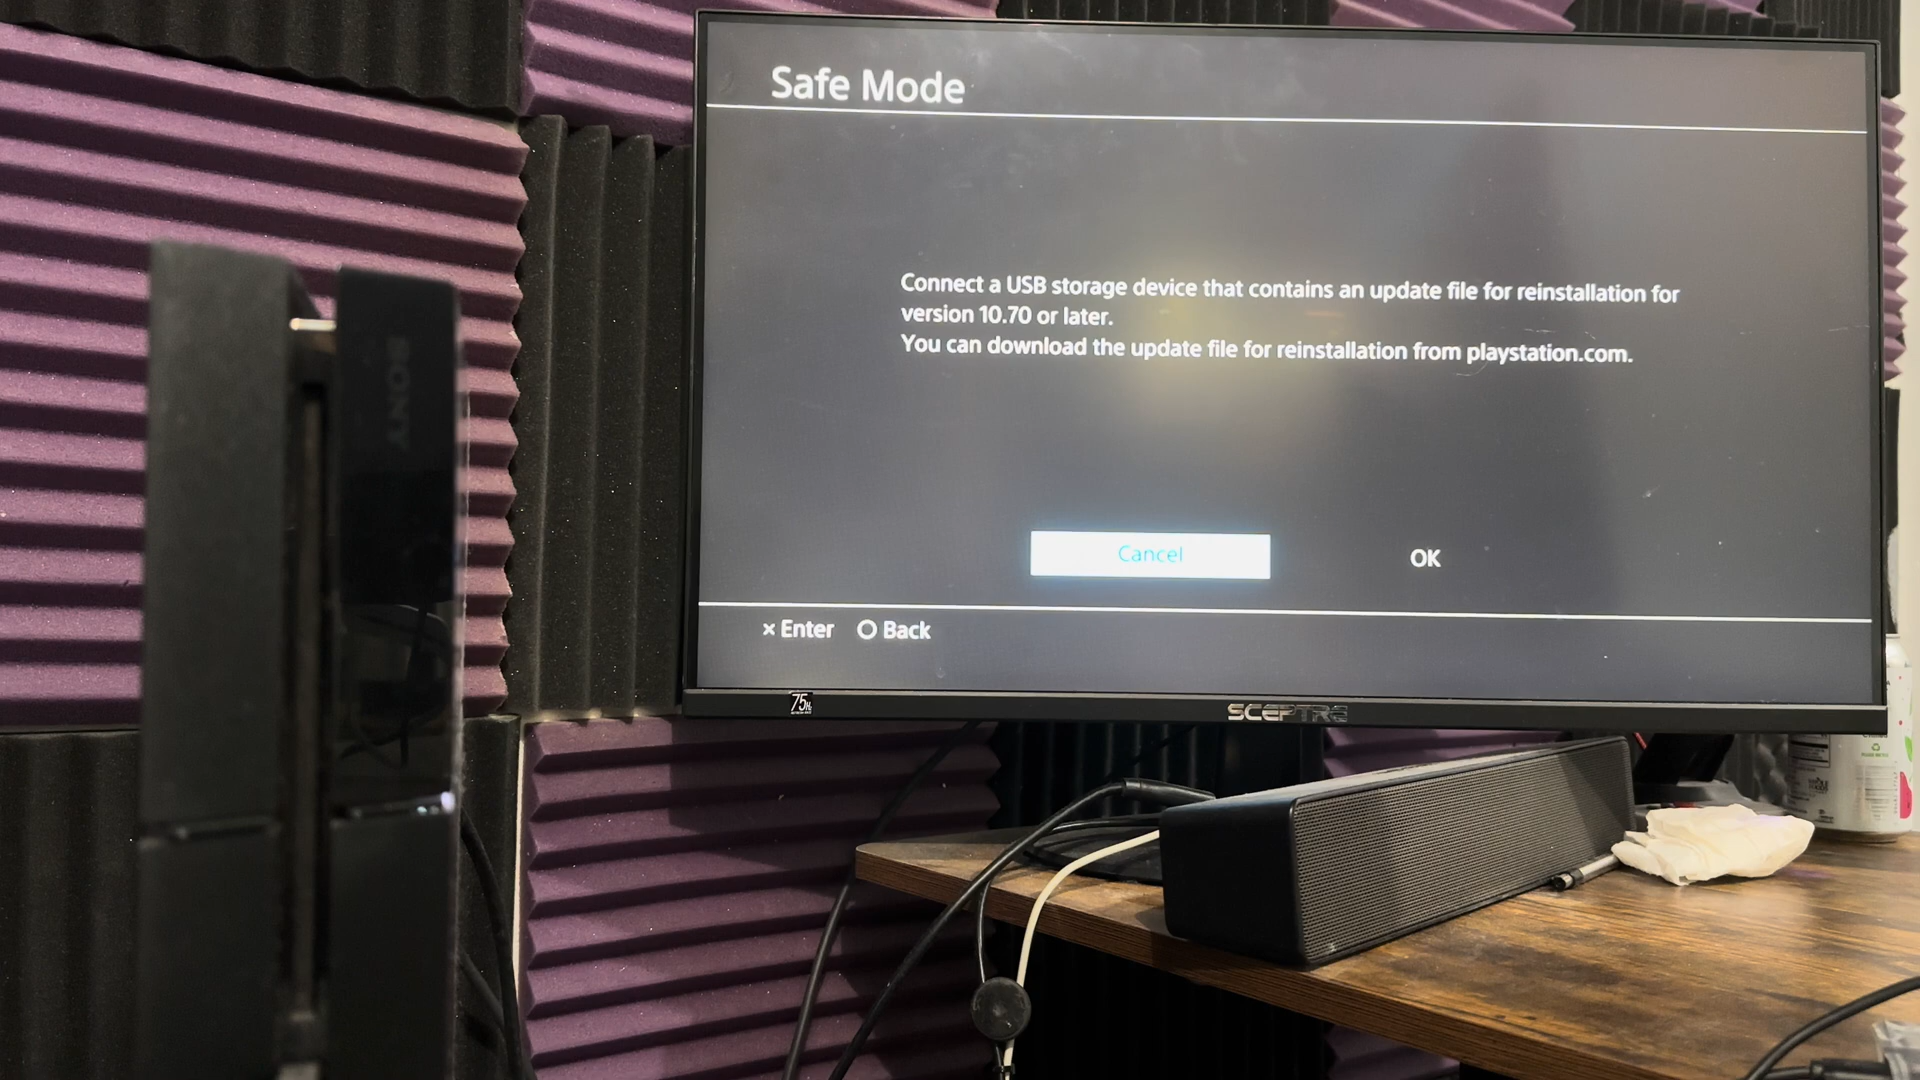 Safe Mode
Connect a USB storage device that contains an update file for reinstallation for
version 10.70 or later.
You can download the update file for reinstallation from playstation.com.
Cancel
OK
× Enter
Back
75Hz
SCEPTRE
SONY